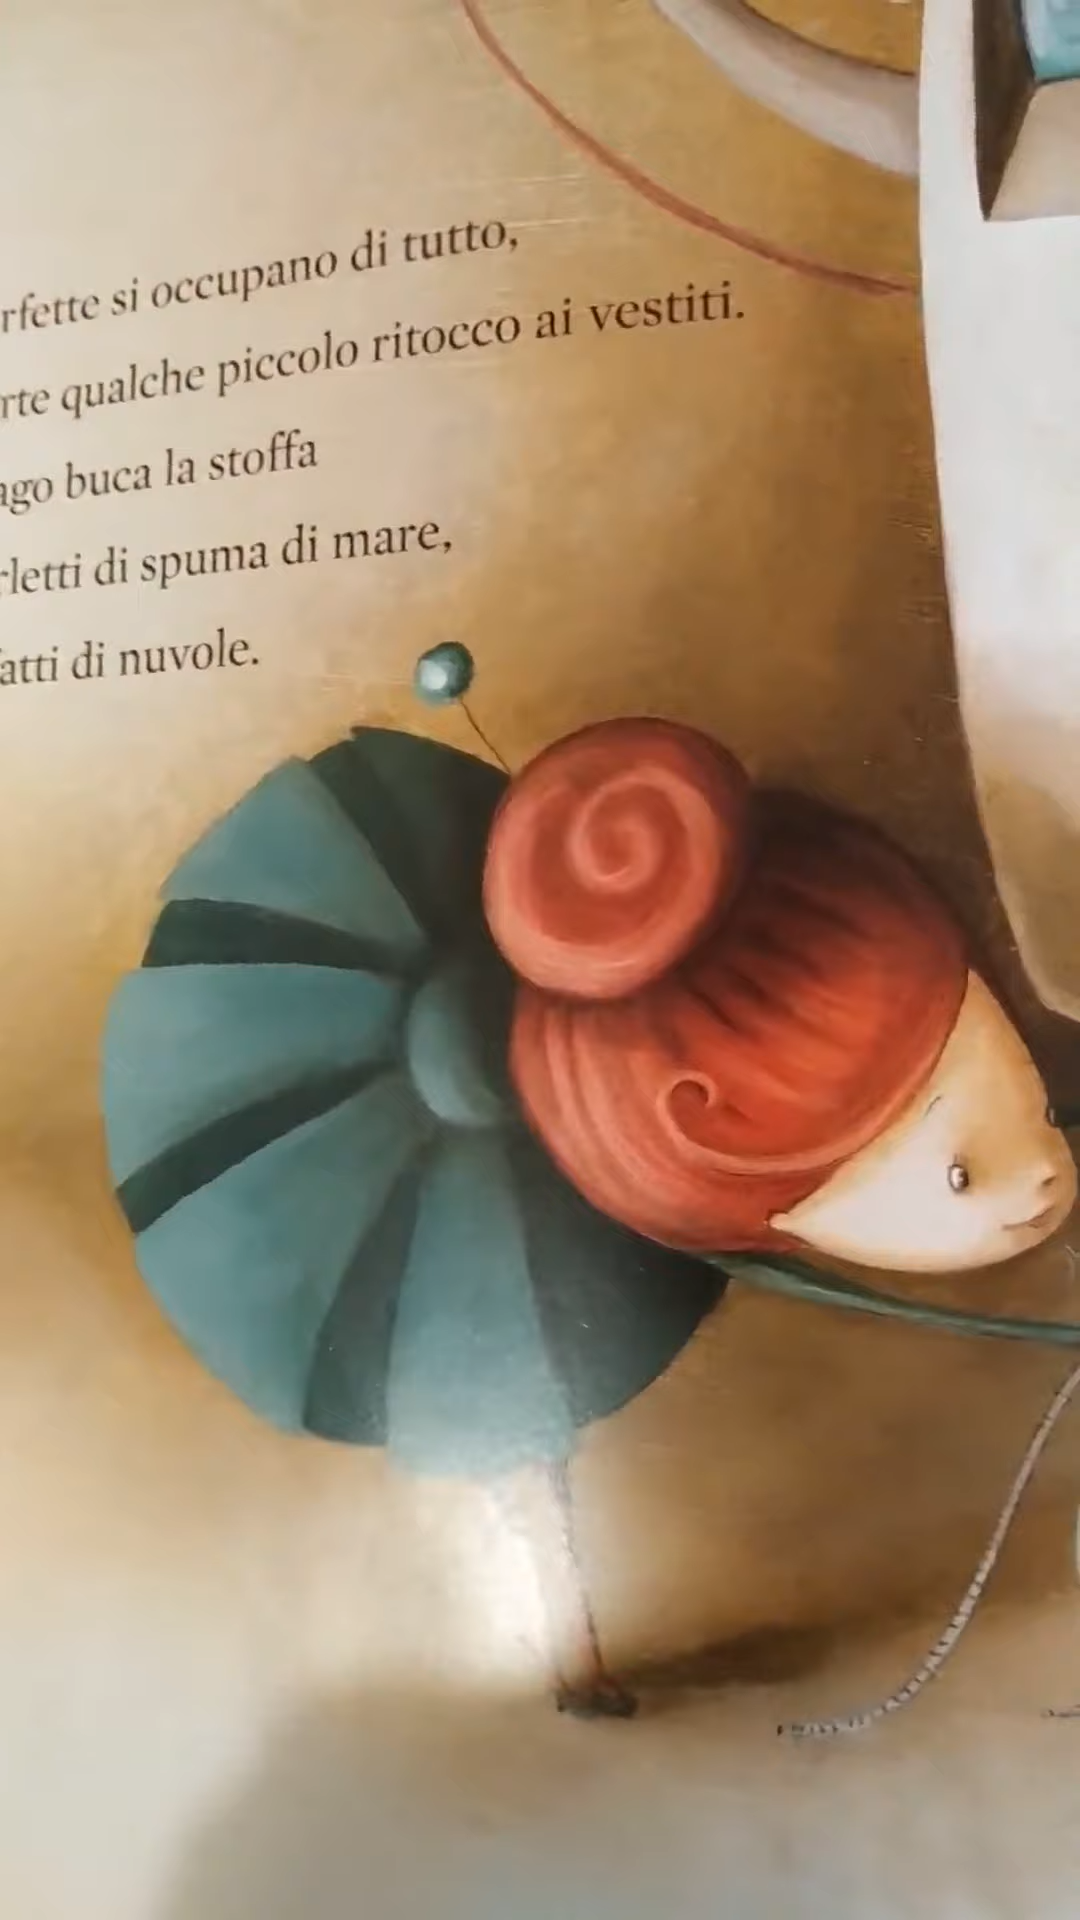 rfette si occupano di tutto,
rte qualche piccolo ritocco ai vestiti.
ago buca la stoffa
rletti di spuma di mare,
fatti di nuvole.